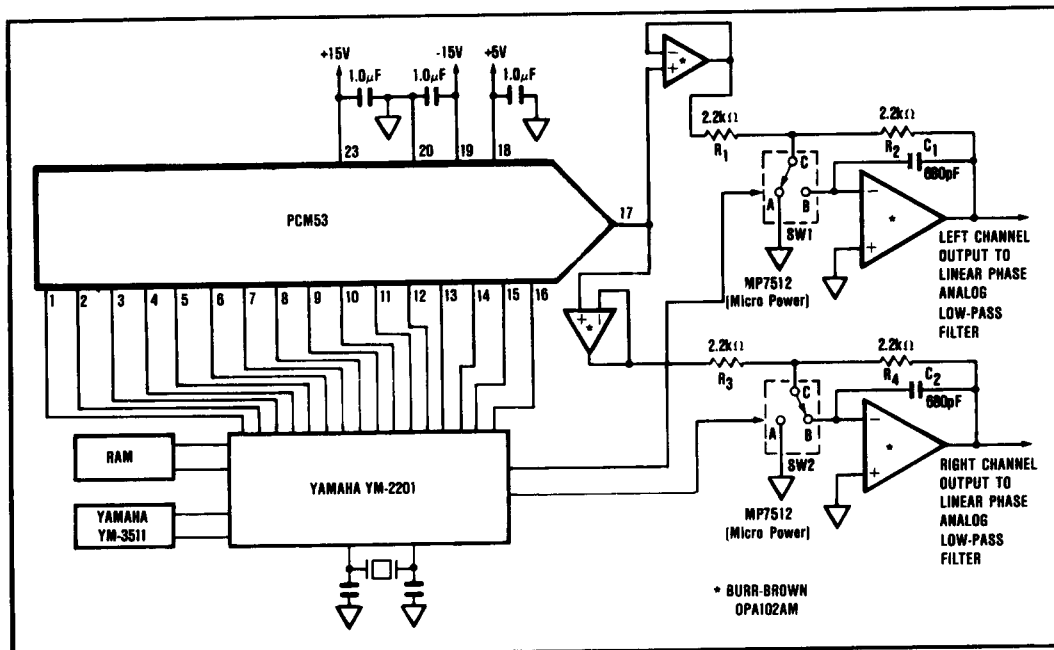 +15V
-15V
+5V
1.0μF
1.0μF
1.0μF
23
20
19
18
PCM53
17
1
2
3
4
5
6
7
8
9
10
11
12
13
14
15
16
RAM
YAMAHA
YM-3511
YAMAHA YM-2201
-
+
*
2.2kΩ
R1
2.2kΩ
R2
C1
680pF
C
A
B
SW1
MP7512
(Micro Power)
-
+
*
LEFT CHANNEL
OUTPUT TO
LINEAR PHASE
ANALOG
LOW-PASS
FILTER
+
-
*
2.2kΩ
R3
2.2kΩ
R4
C2
680pF
C
A
B
SW2
MP7512
(Micro Power)
-
+
*
RIGHT CHANNEL
OUTPUT TO
LINEAR PHASE
ANALOG
LOW-PASS
FILTER
* BURR-BROWN
OPA102AM